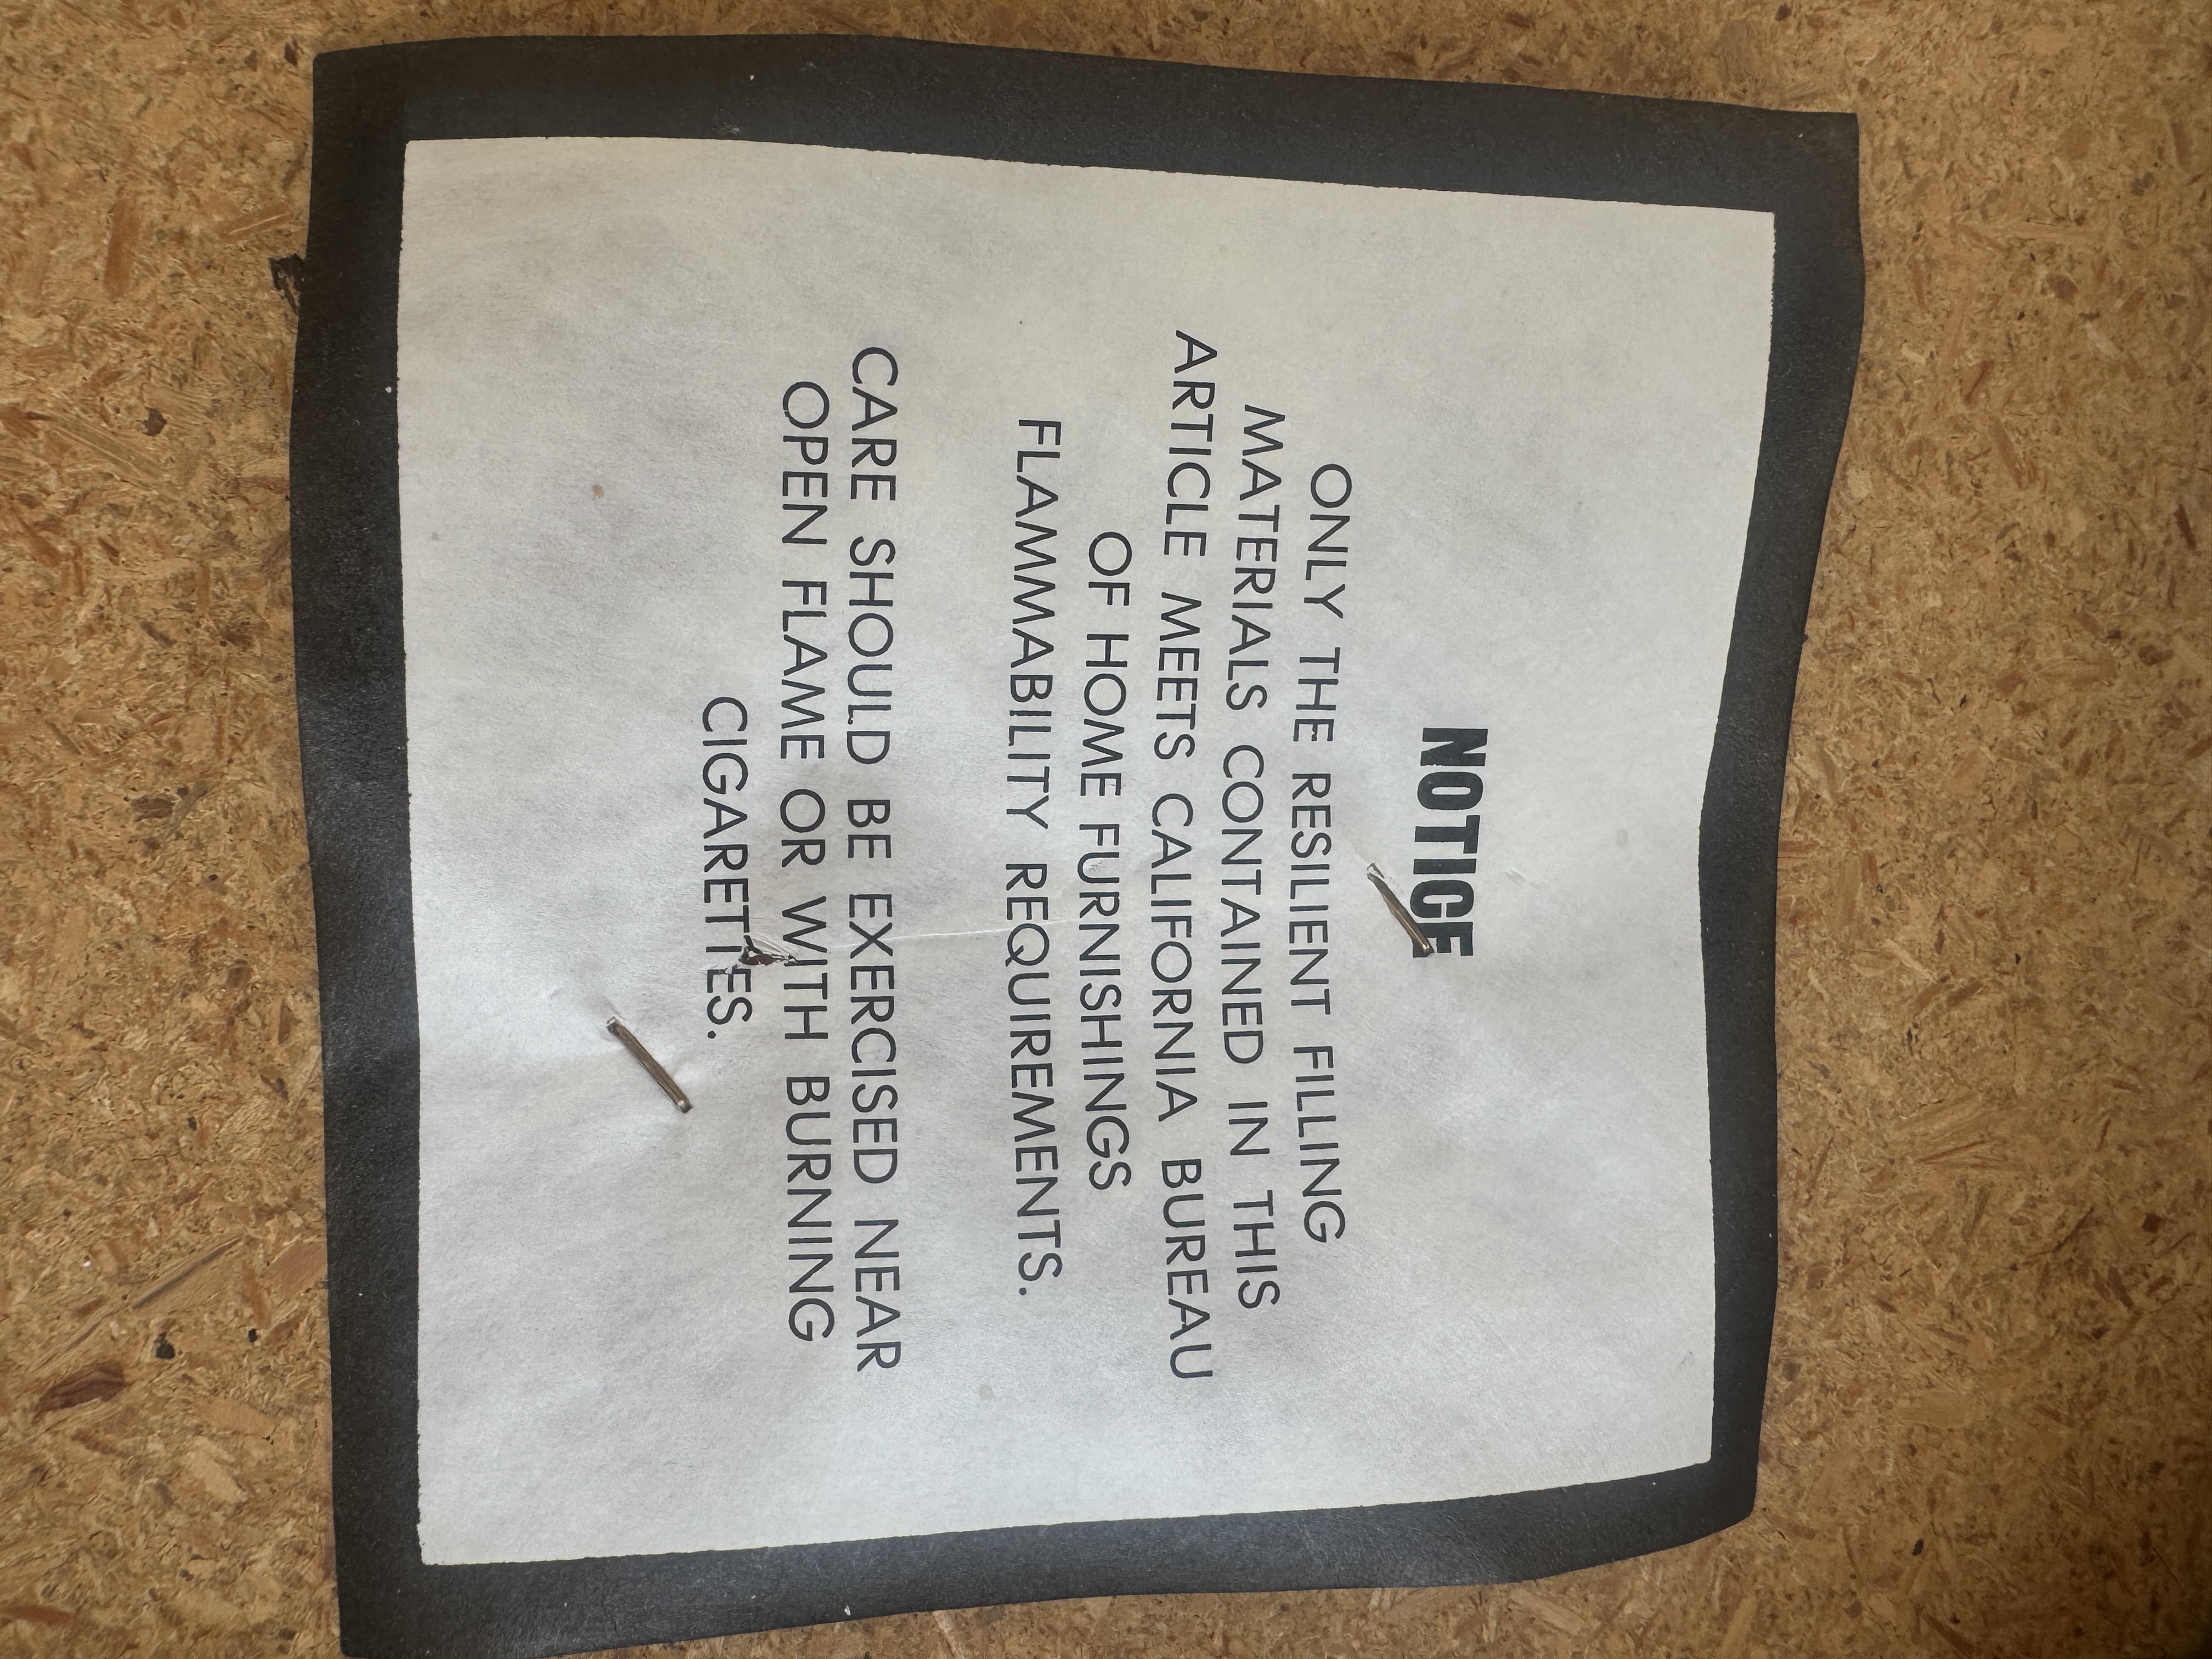 NOTICE
ONLY THE RESILIENT FILLING
MATERIALS CONTAINED IN THIS
ARTICLE MEETS CALIFORNIA BUREAU
OF HOME FURNISHINGS
FLAMMABILITY REQUIREMENTS.
CARE SHOULD BE EXERCISED NEAR
OPEN FLAME OR WITH BURNING
CIGARETTES.